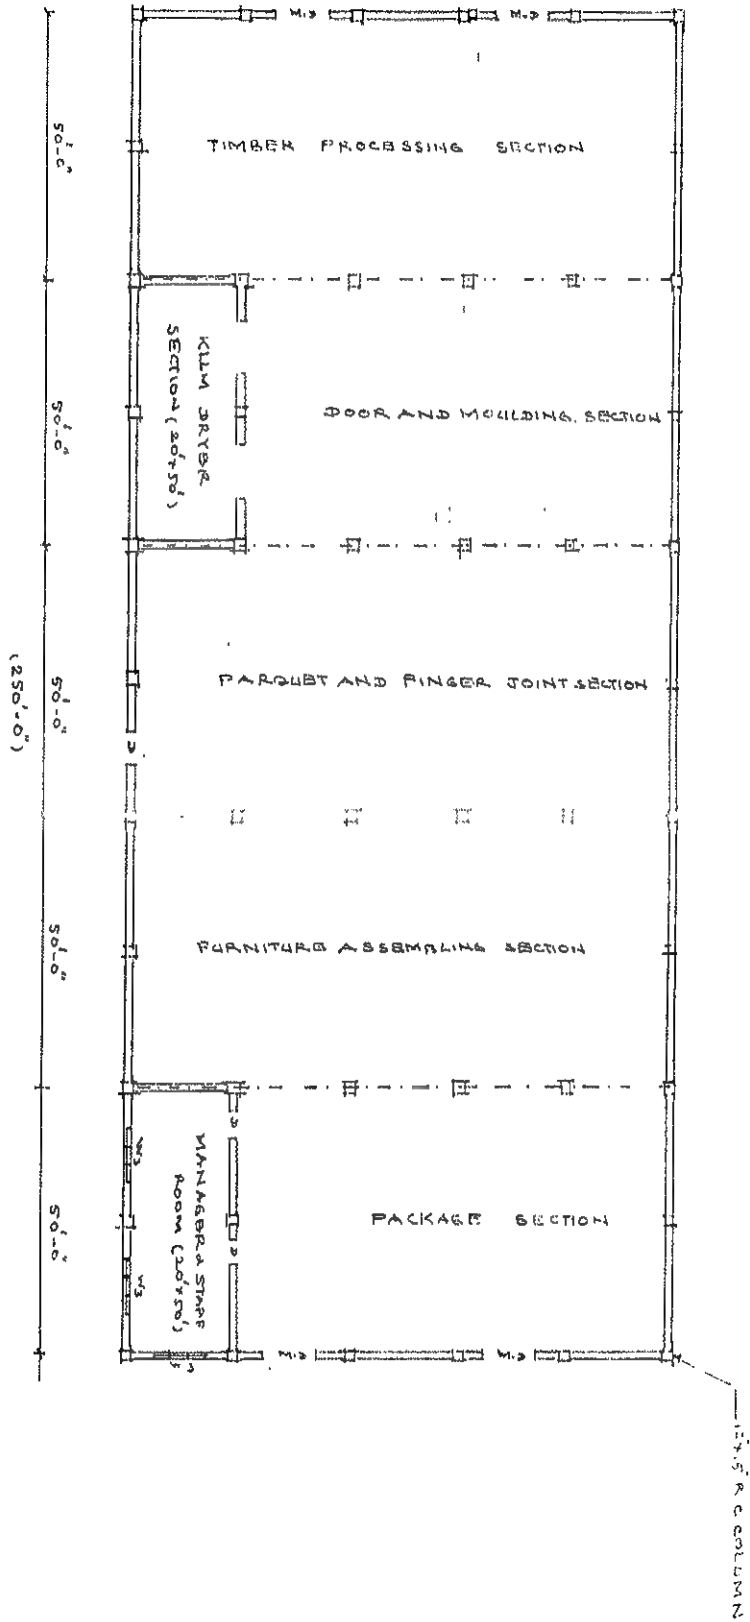 M.D M.D
TIMBER PROCESSING SECTION
50'-0"
KILM DRYER
SECTION (20'x50')
DOOR AND MOULDING SECTION
50'-0"
PARQUET AND FINGER JOINT SECTION
50'-0"
D
(250'-0")
FURNITURE ASSEMBLING SECTION
50'-0"
D
W3
MANAGER & STAFF
ROOM (20'x50')
PACKAGE SECTION
50'-0"
D
W3
M.D M.D
R C COLUMN